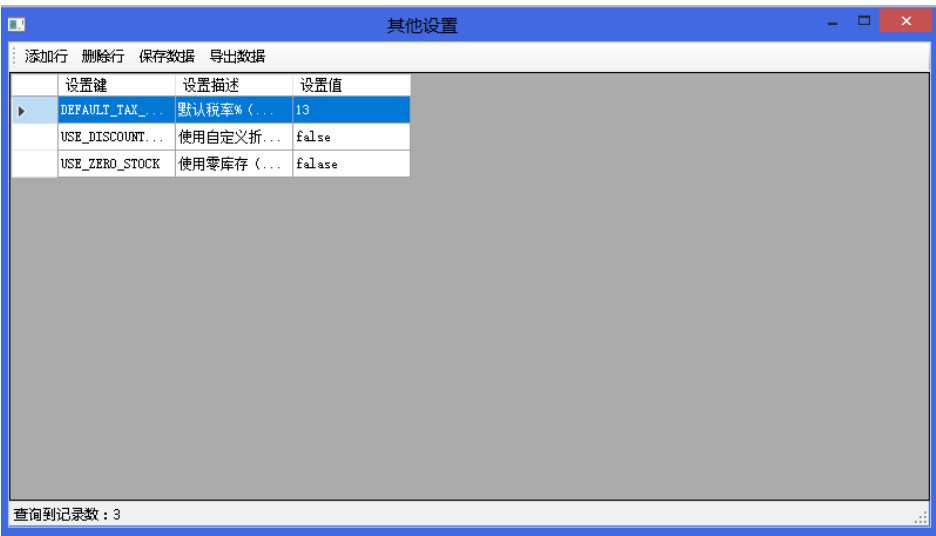 其他设置
添加行 删除行 保存数据 导出数据
设置键 设置描述 设置值
DEFAULT_TAX_... 默认税率%（... 13
USE_DISCOUNT... 使用自定义折... false
USE_ZERO_STOCK 使用零库存（... falase
查询到记录数：3